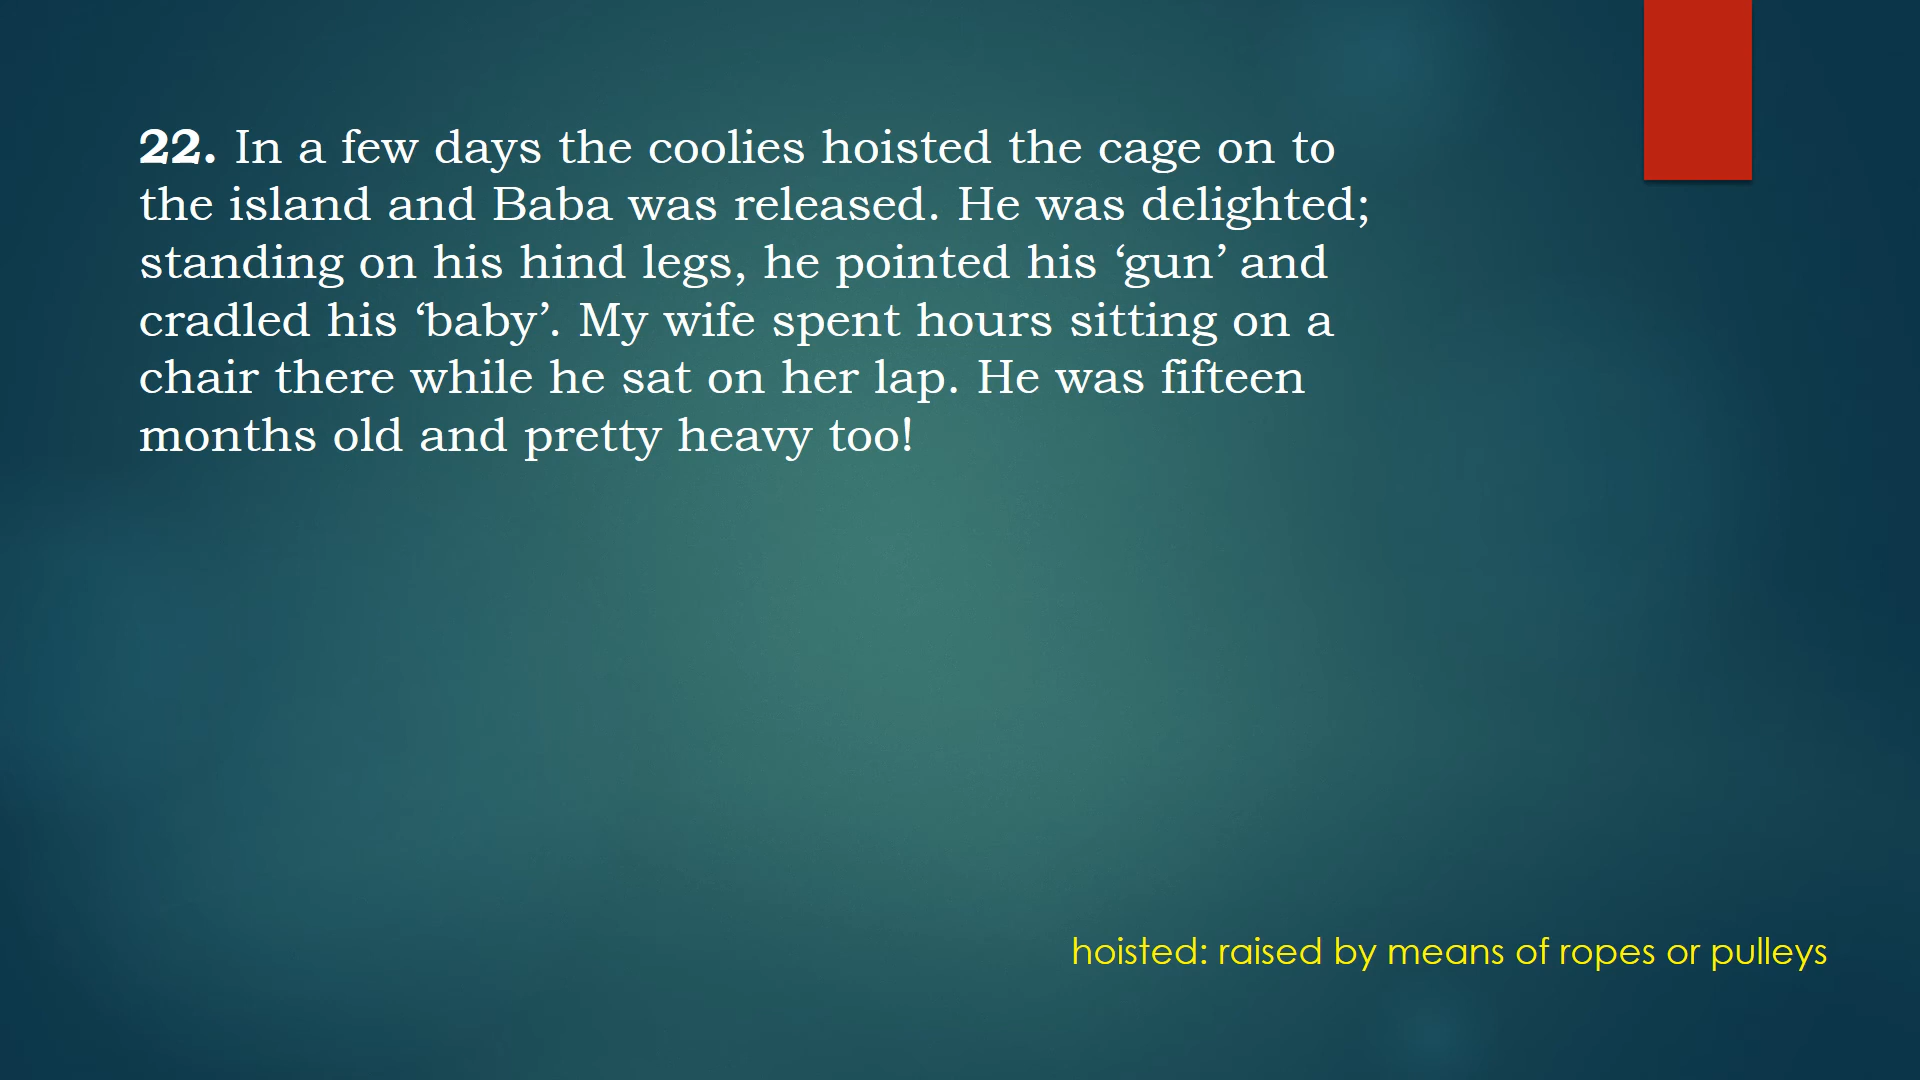 22. In a few days the coolies hoisted the cage on to
the island and Baba was released. He was delighted;
standing on his hind legs, he pointed his ‘gun’ and
cradled his ‘baby’. My wife spent hours sitting on a
chair there while he sat on her lap. He was fifteen
months old and pretty heavy too!
hoisted: raised by means of ropes or pulleys